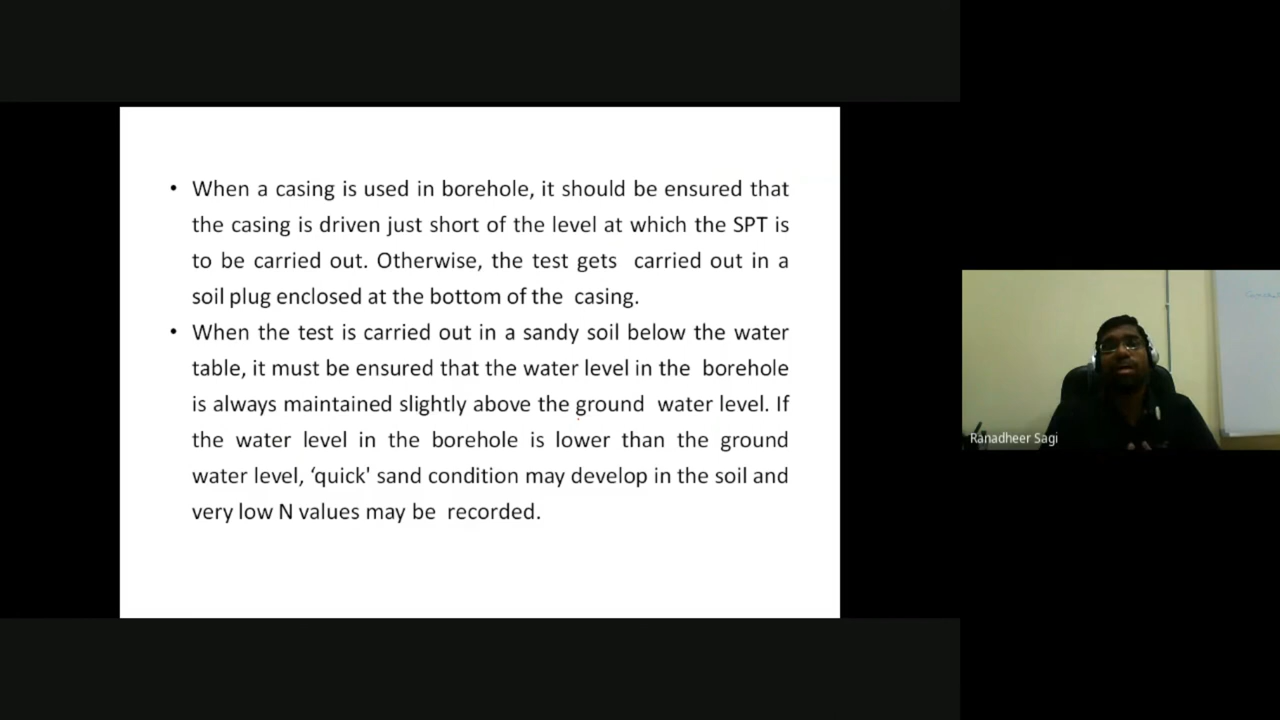 • When a casing is used in borehole, it should be ensured that
the casing is driven just short of the level at which the SPT is
to be carried out. Otherwise, the test gets carried out in a
soil plug enclosed at the bottom of the casing.
• When the test is carried out in a sandy soil below the water
table, it must be ensured that the water level in the borehole
is always maintained slightly above the ground water level. If
the water level in the borehole is lower than the ground
water level, ‘quick' sand condition may develop in the soil and
very low N values may be recorded.
Ranadheer Sagi